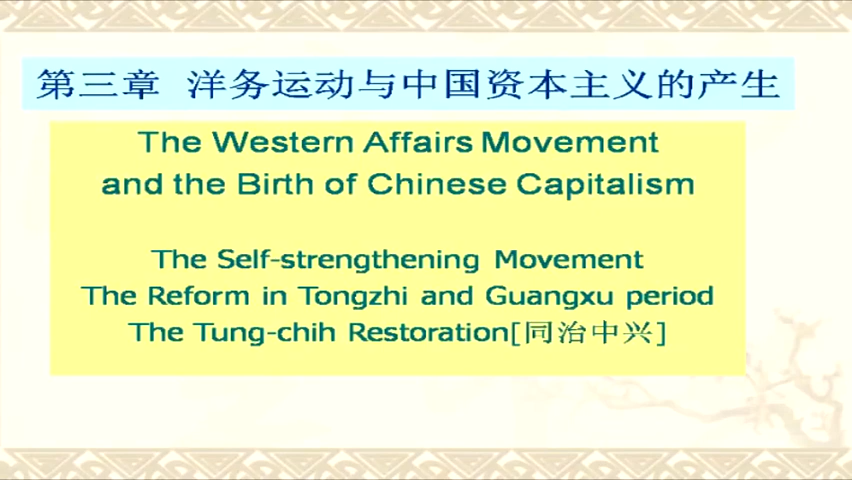 第三章 洋务运动与中国资本主义的产生
The Western Affairs Movement
and the Birth of Chinese Capitalism
The Self-strengthening Movement
The Reform in Tongzhi and Guangxu period
The Tung-chih Restoration[同治中兴]